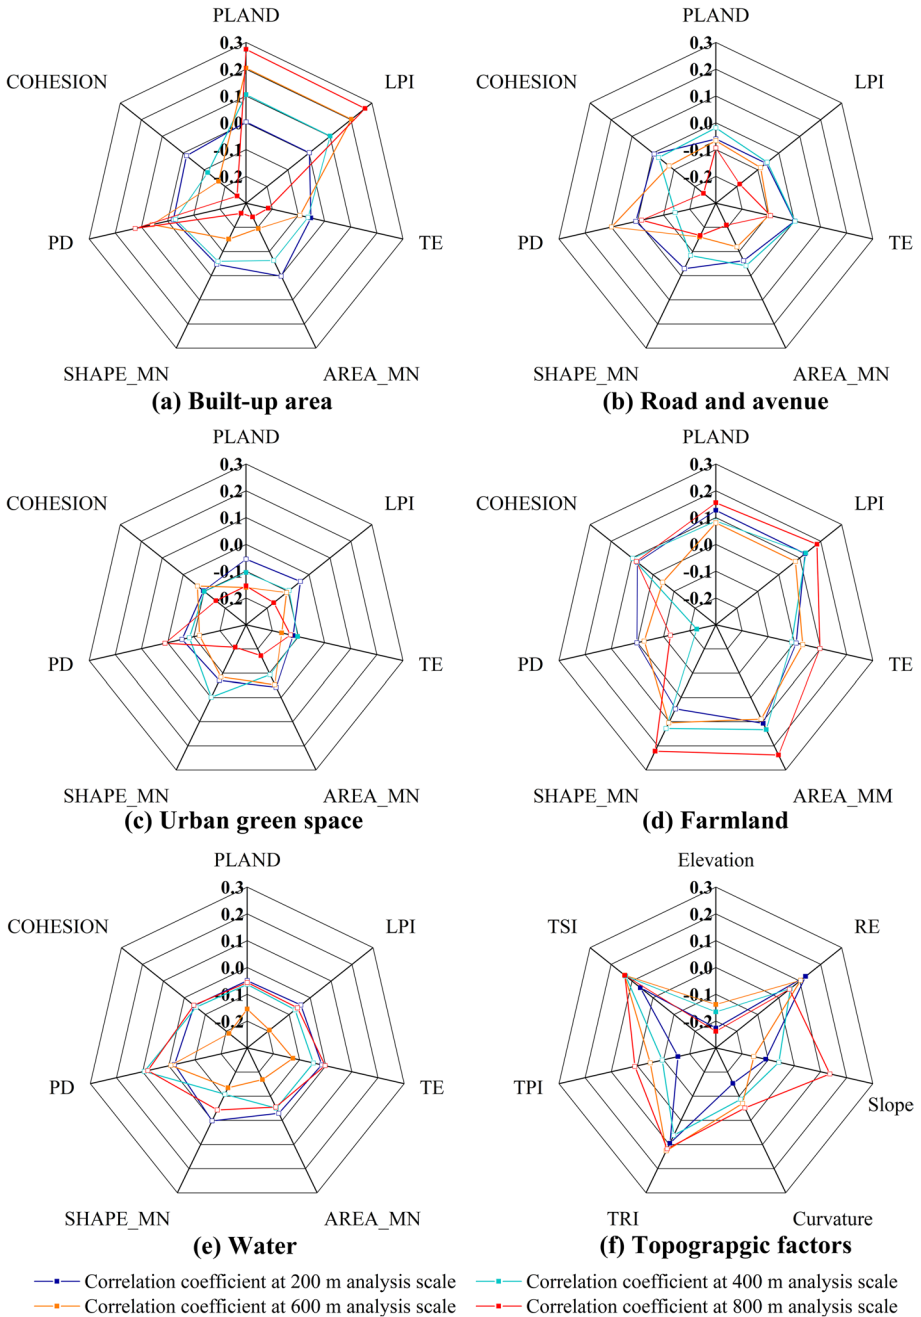 PLAND
0.3
COHESION
LPI
0.2
0.1
0.0
-0.1
-0.2
PD
TE
SHAPE_MN
AREA_MN
(a) Built-up area
PLAND
0.3
COHESION
LPI
0.2
0.1
0.0
-0.1
-0.2
PD
TE
SHAPE_MN
AREA_MN
(b) Road and avenue
PLAND
0.3
COHESION
LPI
0.2
0.1
0.0
-0.1
-0.2
PD
TE
SHAPE_MN
AREA_MN
(c) Urban green space
PLAND
0.3
COHESION
LPI
0.2
0.1
0.0
-0.1
-0.2
PD
TE
SHAPE_MN
AREA_MM
(d) Farmland
PLAND
0.3
COHESION
LPI
0.2
0.1
0.0
-0.1
-0.2
PD
TE
SHAPE_MN
AREA_MN
(e) Water
Elevation
0.3
TSI
RE
0.2
0.1
0.0
-0.1
-0.2
TPI
Slope
TRI
Curvature
(f) Topograpgic factors
Correlation coefficient at 200 m analysis scale
Correlation coefficient at 400 m analysis scale
Correlation coefficient at 600 m analysis scale
Correlation coefficient at 800 m analysis scale